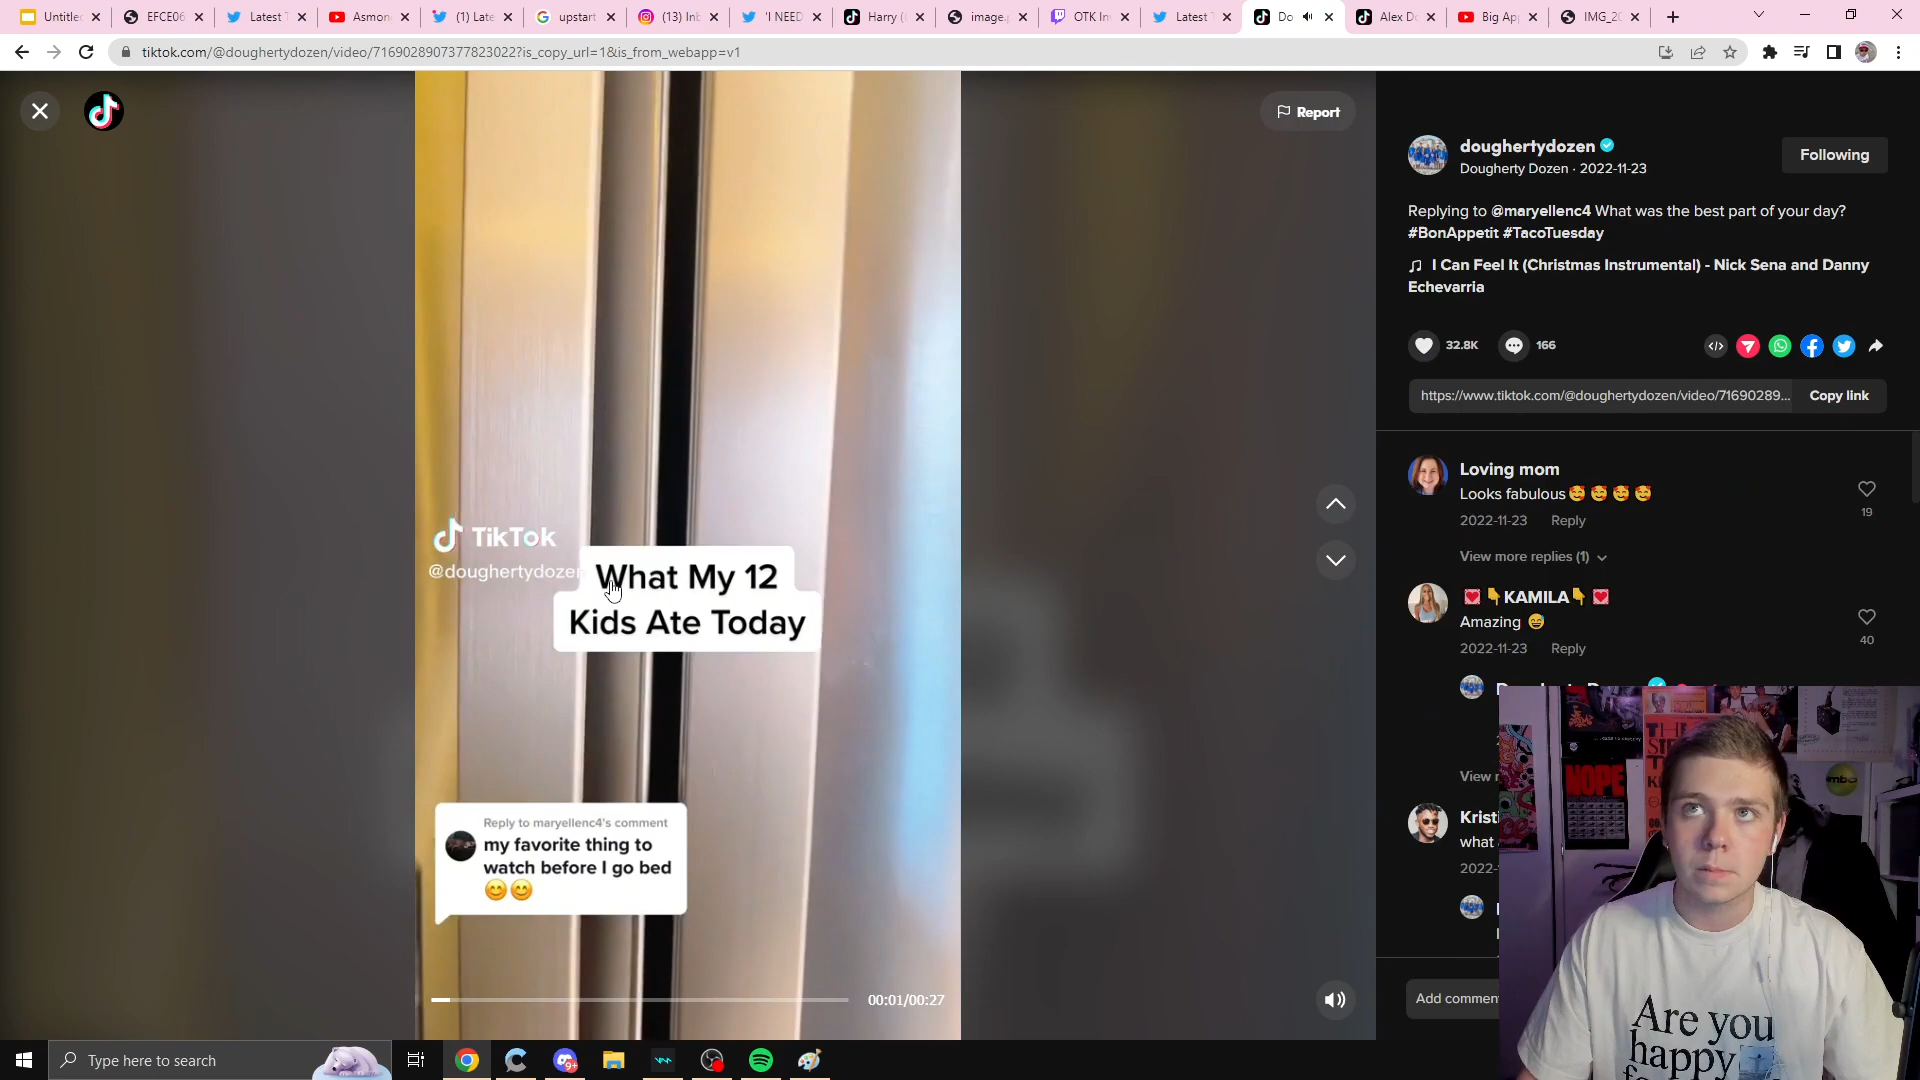 Untitle
EFCE06
Latest T
Asmon
(1) Late
upstart
(13) Inb
'I NEED
Harry (
image.p
OTK In
Latest T
Do
Alex Do
Big App
IMG_20
tiktok.com/@doughertydozen/video/7169028907377823022?is_copy_url=1&is_from_webapp=v1
Report
TikTok
@doughertydozen
What My 12
Kids Ate Today
Reply to maryellenc4's comment
my favorite thing to
watch before I go bed
😊😊
00:01/00:27
doughertydozen
Dougherty Dozen · 2022-11-23
Following
Replying to @maryellenc4 What was the best part of your day?
#BonAppetit #TacoTuesday
I Can Feel It (Christmas Instrumental) - Nick Sena and Danny
Echevarria
32.8K
166
https://www.tiktok.com/@doughertydozen/video/71690289...
Copy link
Loving mom
Looks fabulous🥰 🥰 🥰 🥰
19
2022-11-23 Reply
View more replies (1)
💟👇KAMILA👇💟
Amazing 😅
40
2022-11-23 Reply
View r
Kristi
what
2022-
Add commen
NOPE
Are you
happy
Type here to search
9+